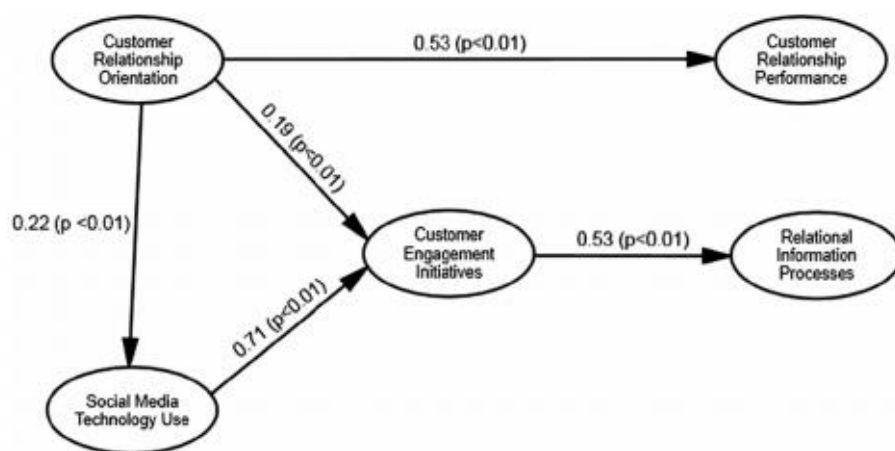 Customer
Relationship
Orientation
0.53 (p<0.01)
Customer
Relationship
Performance
0.19 (p<0.01)
0.22 (p <0.01)
Customer
Engagement
Initiatives
0.53 (p<0.01)
Relational
Information
Processes
0.71 (p<0.01)
Social Media
Technology Use